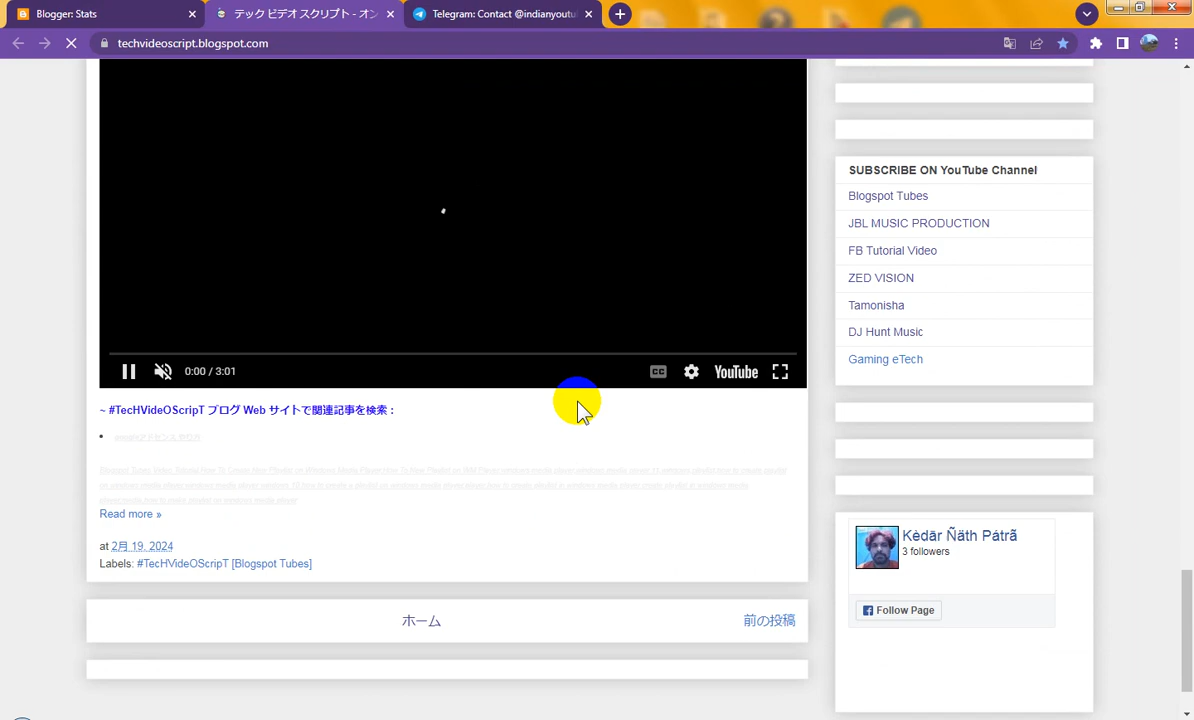 Blogger: Stats
テック ビデオ スクリプト - オン
Telegram: Contact @indianyoutu
techvideoscript.blogspot.com
0:00 / 3:01
CC
YouTube
~ #TecHVideOScripT ブログ Web サイトで関連記事を検索 :
Read more »
at 2月 19, 2024
Labels: #TecHVideOScripT [Blogspot Tubes]
ホーム
前の投稿
SUBSCRIBE ON YouTube Channel
Blogspot Tubes
JBL MUSIC PRODUCTION
FB Tutorial Video
ZED VISION
Tamonisha
DJ Hunt Music
Gaming eTech
Kèdār Ñäth Pátrã
3 followers
Follow Page